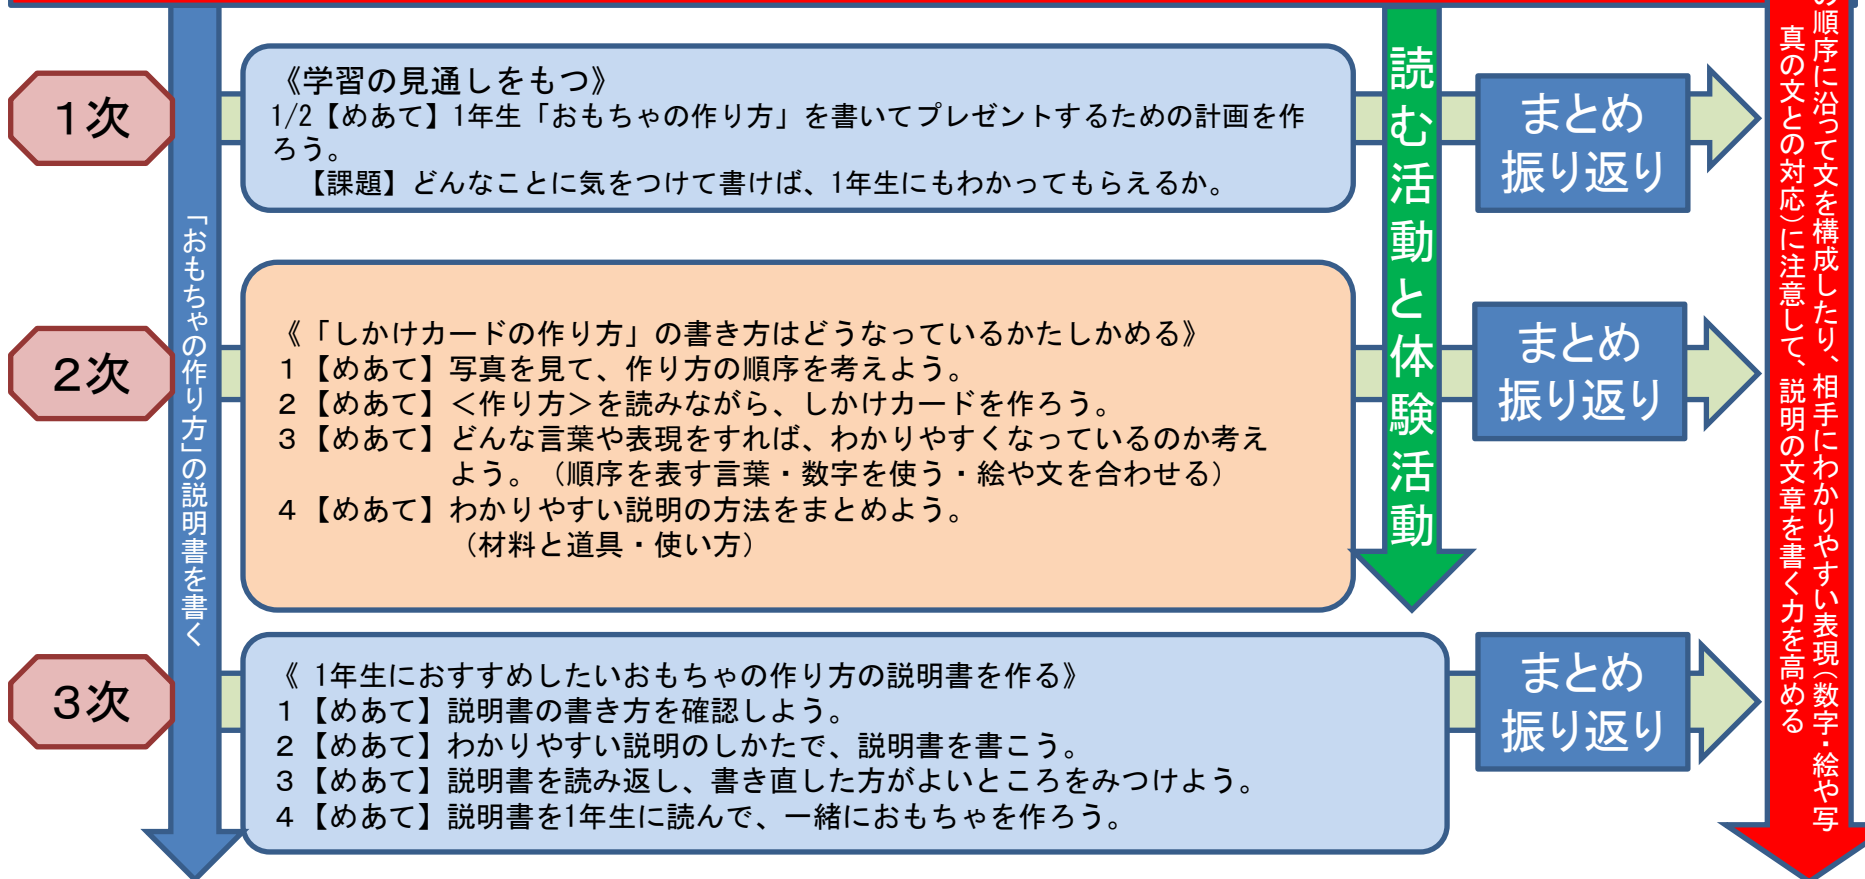 1次
《学習の見通しをもつ》
1/2【めあて】1年生「おもちゃの作り方」を書いてプレゼントするための計画を作
ろう。
【課題】どんなことに気をつけて書けば、1年生にもわかってもらえるか。
まとめ
振り返り
2次
《「しかけカードの作り方」の書き方はどうなっているかたしかめる》
1【めあて】写真を見て、作り方の順序を考えよう。
2【めあて】＜作り方＞を読みながら、しかけカードを作ろう。
3【めあて】どんな言葉や表現をすれば、わかりやすくなっているのか考え
よう。（順序を表す言葉・数字を使う・絵や文を合わせる）
4【めあて】わかりやすい説明の方法をまとめよう。
（材料と道具・使い方）
まとめ
振り返り
3次
《 1年生におすすめしたいおもちゃの作り方の説明書を作る》
1【めあて】説明書の書き方を確認しよう。
2【めあて】わかりやすい説明のしかたで、説明書を書こう。
3【めあて】説明書を読み返し、書き直した方がよいところをみつけよう。
4【めあて】説明書を1年生に読んで、一緒におもちゃを作ろう。
まとめ
振り返り
「おもちゃの作り方」の説明書を書く
読む活動と体験活動
の順序に沿って文を構成したり、相手にわかりやすい表現（数字・絵や写
真の文との対応）に注意して、説明の文章を書く力を高める